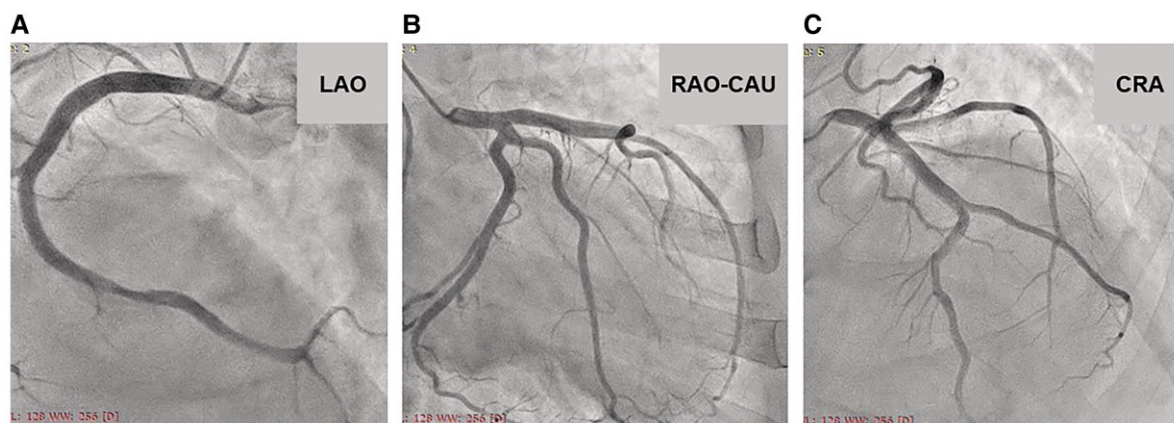 A
B
C
e: 2
: 4
e: 5
LAO
RAO-CAU
CRA
L: 128 WW: 256 [D]
L: 128 WW: 256 [D]
L: 128 WW: 256 [D]